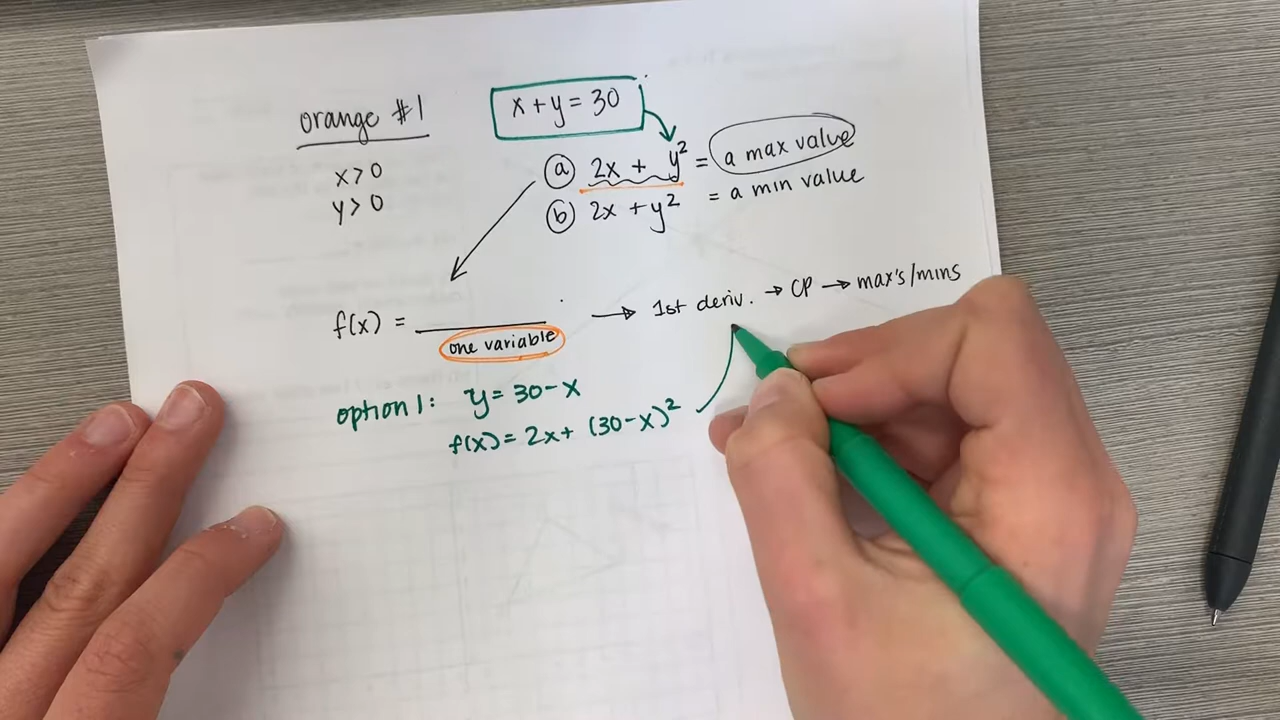 orange #1
x + y = 30
x > 0
y > 0
ⓐ 2x + y² = a max value
ⓑ 2x + y² = a min value
f(x) = ________ → 1st deriv. → CP → max's/mins
one variable
option 1: y = 30 - x
f(x) = 2x + (30 - x)²